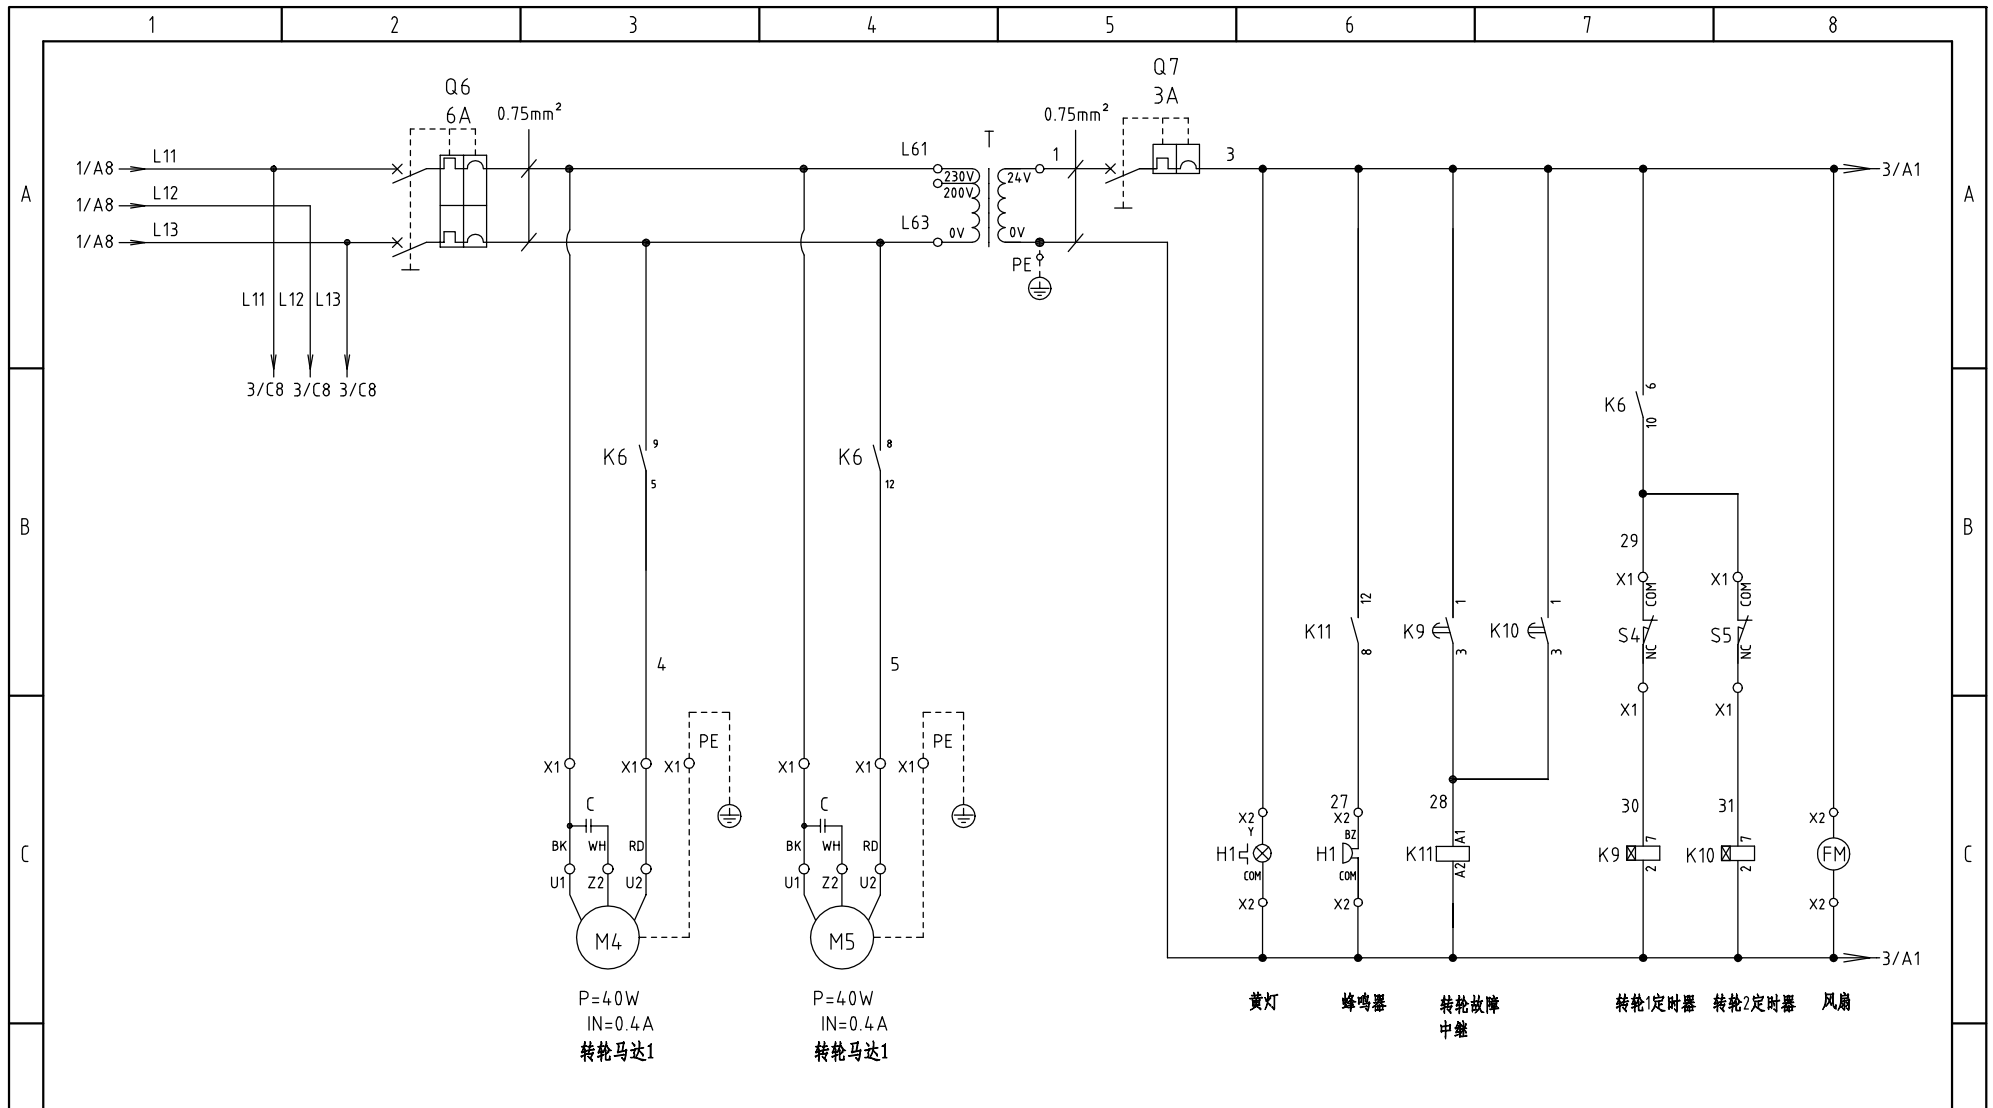 1 2 3 4 5 6 7 8
A
A
B
B
C
C
Q6
6A
0.75mm²
1/A8
L11
1/A8
L12
1/A8
L13
L11 L12 L13
3/C8 3/C8 3/C8
L61
230V
200V
L63
0V
T
24V
0V
1
PE
0.75mm²
Q7
3A
3
3/A1
K6
9
5
4
K6
8
12
5
X1 X1 X1
PE
C
BK WH RD
U1 Z2 U2
M4
P=40W
IN=0.4A
转轮马达1
X1 X1 X1
PE
C
BK WH RD
U1 Z2 U2
M5
P=40W
IN=0.4A
转轮马达1
X2
Y
H1
COM
X2
黄灯
K11
12
8
27
X2
BZ
H1
COM
X2
蜂鸣器
K9
1
3
K10
1
3
28
K11
A1
A2
转轮故障
中继
K6
6
10
29
X1
COM
S4
NC
X1
30
K9
7
2
转轮1定时器
X1
COM
S5
NC
X1
31
K10
7
2
转轮2定时器
X2
FM
X2
风扇
3/A1